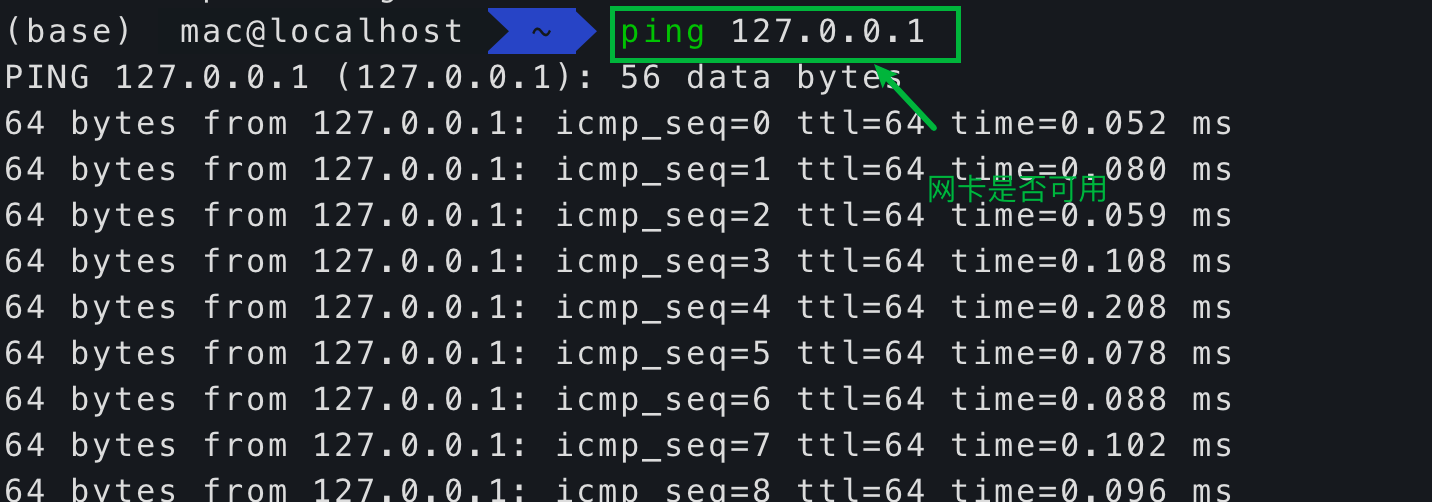 (base) mac@localhost ~ ping 127.0.0.1
PING 127.0.0.1 (127.0.0.1): 56 data bytes
64 bytes from 127.0.0.1: icmp_seq=0 ttl=64 time=0.052 ms
64 bytes from 127.0.0.1: icmp_seq=1 ttl=64 time=0.080 ms
网卡是否可用
64 bytes from 127.0.0.1: icmp_seq=2 ttl=64 time=0.059 ms
64 bytes from 127.0.0.1: icmp_seq=3 ttl=64 time=0.108 ms
64 bytes from 127.0.0.1: icmp_seq=4 ttl=64 time=0.208 ms
64 bytes from 127.0.0.1: icmp_seq=5 ttl=64 time=0.078 ms
64 bytes from 127.0.0.1: icmp_seq=6 ttl=64 time=0.088 ms
64 bytes from 127.0.0.1: icmp_seq=7 ttl=64 time=0.102 ms
64 bytes from 127.0.0.1: icmp_seq=8 ttl=64 time=0.096 ms